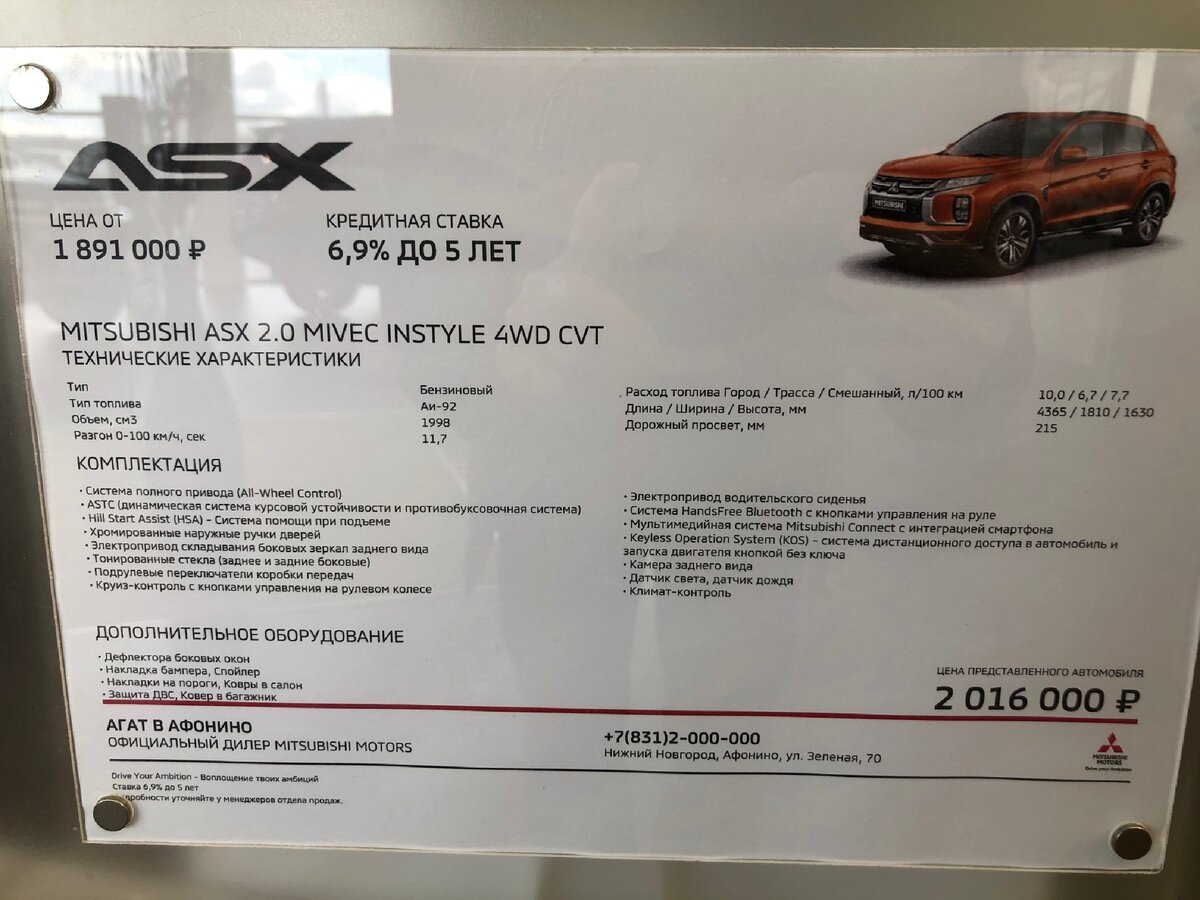 ASX
ЦЕНА ОТ
1 891 000 ₽
КРЕДИТНАЯ СТАВКА
6,9% ДО 5 ЛЕТ
MITSUBISHI
MITSUBISHI ASX 2.0 MIVEC INSTYLE 4WD CVT
ТЕХНИЧЕСКИЕ ХАРАКТЕРИСТИКИ
Тип Бензиновый
Тип топлива Аи-92
Объем, см3 1998
Разгон 0-100 км/ч, сек 11,7
Расход топлива Город / Трасса / Смешанный, л/100 км 10,0 / 6,7 / 7,7
Длина / Ширина / Высота, мм 4365 / 1810 / 1630
Дорожный просвет, мм 215
КОМПЛЕКТАЦИЯ
· Система полного привода (All-Wheel Control)
· ASTC (динамическая система курсовой устойчивости и противобуксовочная система)
· Hill Start Assist (HSA) – Система помощи при подъеме
· Хромированные наружные ручки дверей
· Электропривод складывания боковых зеркал заднего вида
· Тонированные стекла (заднее и задние боковые)
· Подрулевые переключатели коробки передач
· Круиз-контроль с кнопками управления на рулевом колесе
· Электропривод водительского сиденья
· Система HandsFree Bluetooth с кнопками управления на руле
· Мультимедийная система Mitsubishi Connect с интеграцией смартфона
· Keyless Operation System (KOS) – система дистанционного доступа в автомобиль и
запуска двигателя кнопкой без ключа
· Камера заднего вида
· Датчик света, датчик дождя
· Климат-контроль
ДОПОЛНИТЕЛЬНОЕ ОБОРУДОВАНИЕ
· Дефлектора боковых окон
· Накладка бампера, Спойлер
· Накладки на пороги, Ковры в салон
· Защита ДВС, Ковер в багажник
ЦЕНА ПРЕДСТАВЛЕННОГО АВТОМОБИЛЯ
2 016 000 ₽
АГАТ В АФОНИНО
ОФИЦИАЛЬНЫЙ ДИЛЕР MITSUBISHI MOTORS
+7(831)2-000-000
Нижний Новгород, Афонино, ул. Зеленая, 70
MITSUBISHI
MOTORS
Drive your Ambition
Drive Your Ambition - Воплощение твоих амбиций
Ставка 6,9% до 5 лет
уточняйте у менеджеров отдела продаж.